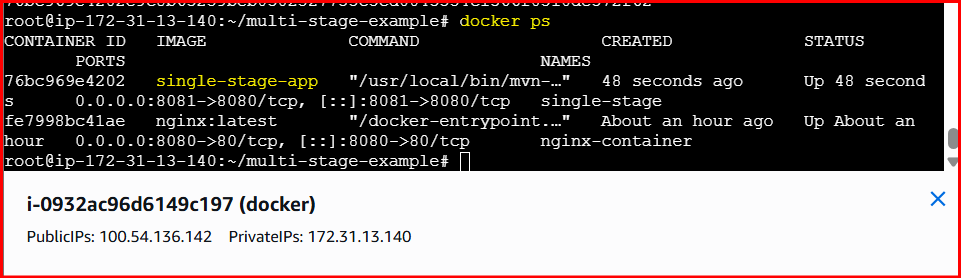 root@ip-172-31-13-140:~/multi-stage-example# docker ps
CONTAINER ID   IMAGE              COMMAND                  CREATED             STATUS
       PORTS                                         NAMES
76bc969e4202   single-stage-app   "/usr/local/bin/mvn-…"   48 seconds ago      Up 48 second
s      0.0.0.0:8081->8080/tcp, [::]:8081->8080/tcp   single-stage
fe7998bc41ae   nginx:latest       "/docker-entrypoint.…"   About an hour ago   Up About an
hour   0.0.0.0:8080->80/tcp, [::]:8080->80/tcp       nginx-container
root@ip-172-31-13-140:~/multi-stage-example#
i-0932ac96d6149c197 (docker)
PublicIPs: 100.54.136.142   PrivateIPs: 172.31.13.140